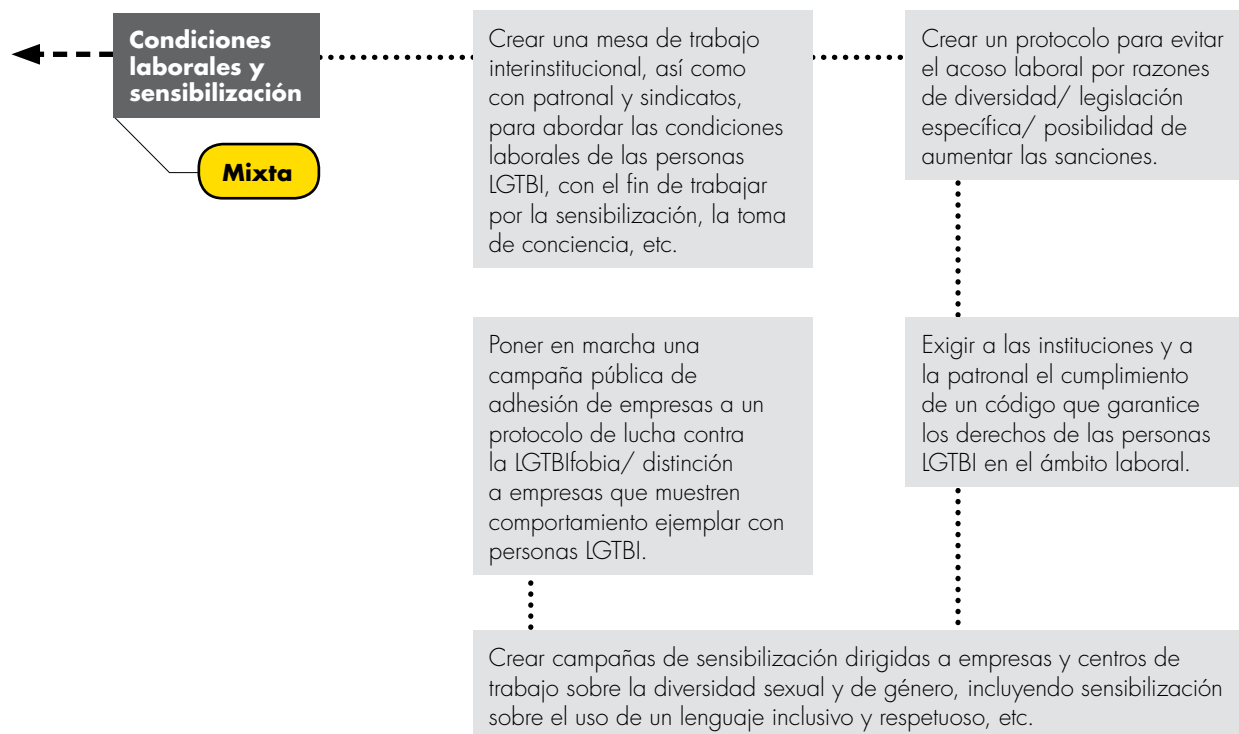 Condiciones
laborales y
sensibilización
Mixta
Crear una mesa de trabajo
interinstitucional, así como
con patronal y sindicatos,
para abordar las condiciones
laborales de las personas
LGTBI, con el fin de trabajar
por la sensibilización, la toma
de conciencia, etc.
Crear un protocolo para evitar
el acoso laboral por razones
de diversidad/ legislación
específica/ posibilidad de
aumentar las sanciones.
Poner en marcha una
campaña pública de
adhesión de empresas a un
protocolo de lucha contra
la LGTBIfobia/ distinción
a empresas que muestren
comportamiento ejemplar con
personas LGTBI.
Exigir a las instituciones y a
la patronal el cumplimiento
de un código que garantice
los derechos de las personas
LGTBI en el ámbito laboral.
Crear campañas de sensibilización dirigidas a empresas y centros de
trabajo sobre la diversidad sexual y de género, incluyendo sensibilización
sobre el uso de un lenguaje inclusivo y respetuoso, etc.